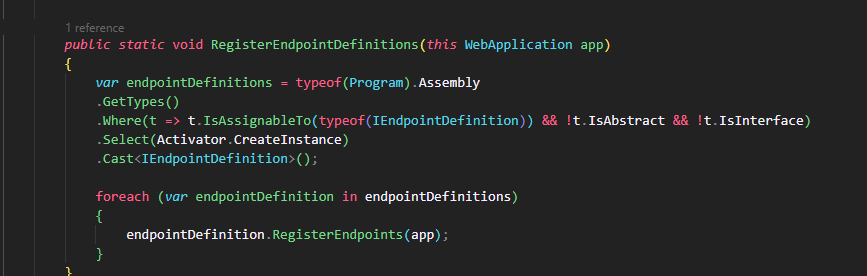 1 reference
public static void RegisterEndpointDefinitions(this WebApplication app)
{
var endpointDefinitions = typeof(Program).Assembly
.GetTypes()
.Where(t => t.IsAssignableTo(typeof(IEndpointDefinition)) && !t.IsAbstract && !t.IsInterface)
.Select(Activator.CreateInstance)
.Cast<IEndpointDefinition>();
foreach (var endpointDefinition in endpointDefinitions)
{
endpointDefinition.RegisterEndpoints(app);
}
}